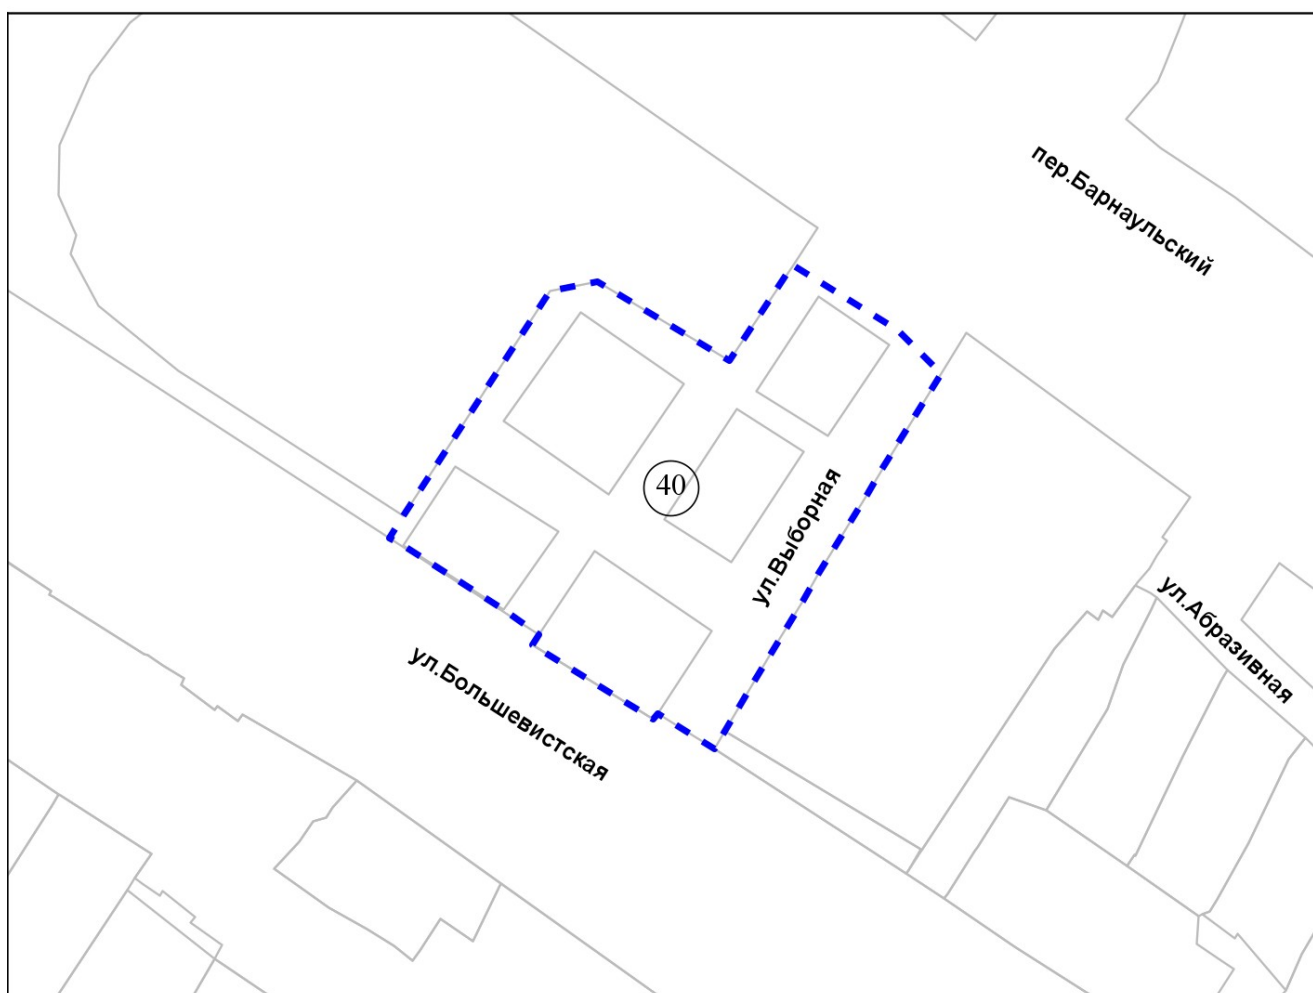 пер.Барнаульский
40
ул.Выборная
ул.Абразивная
ул.Большевистская